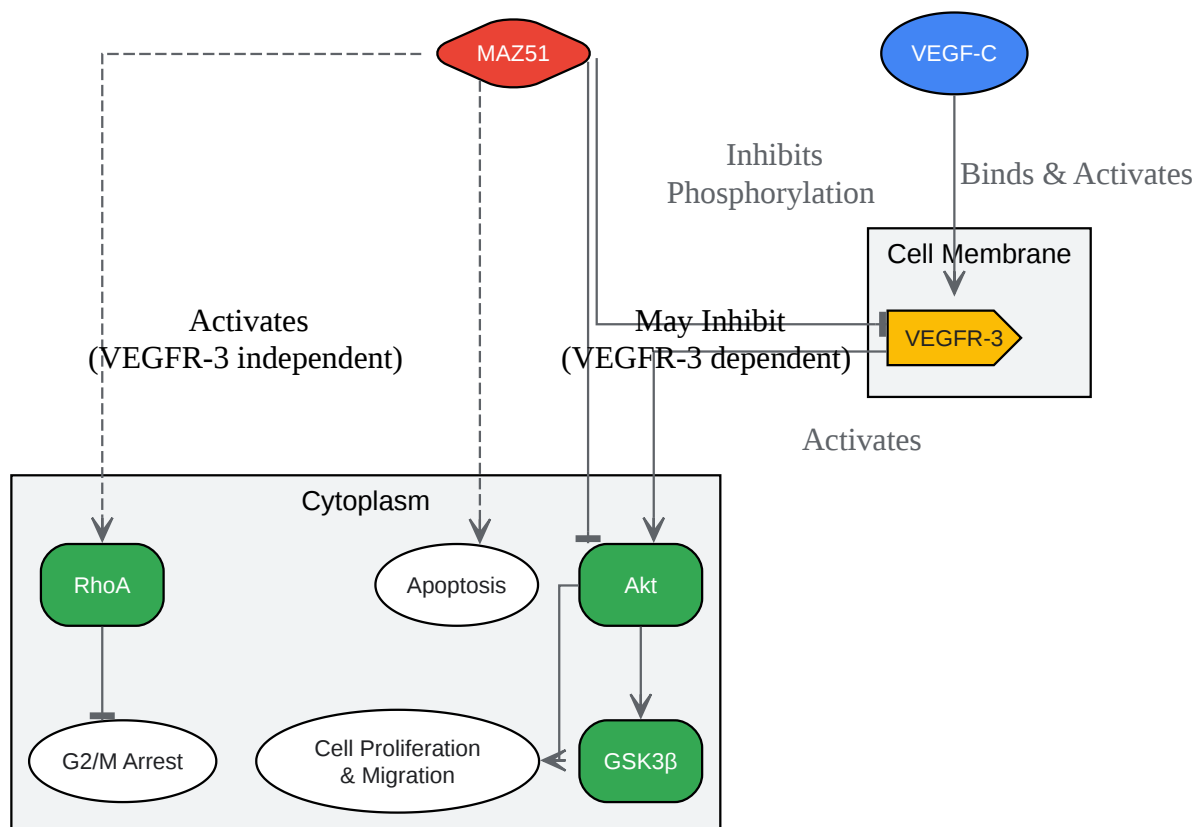 MAZ51
VEGF-C
Inhibits
Phosphorylation
Binds & Activates
Cell Membrane
Activates
(VEGFR-3 independent)
May Inhibit
(VEGFR-3 dependent)
VEGFR-3
Activates
Cytoplasm
RhoA
Apoptosis
Akt
G2/M Arrest
Cell Proliferation
& Migration
GSK3β